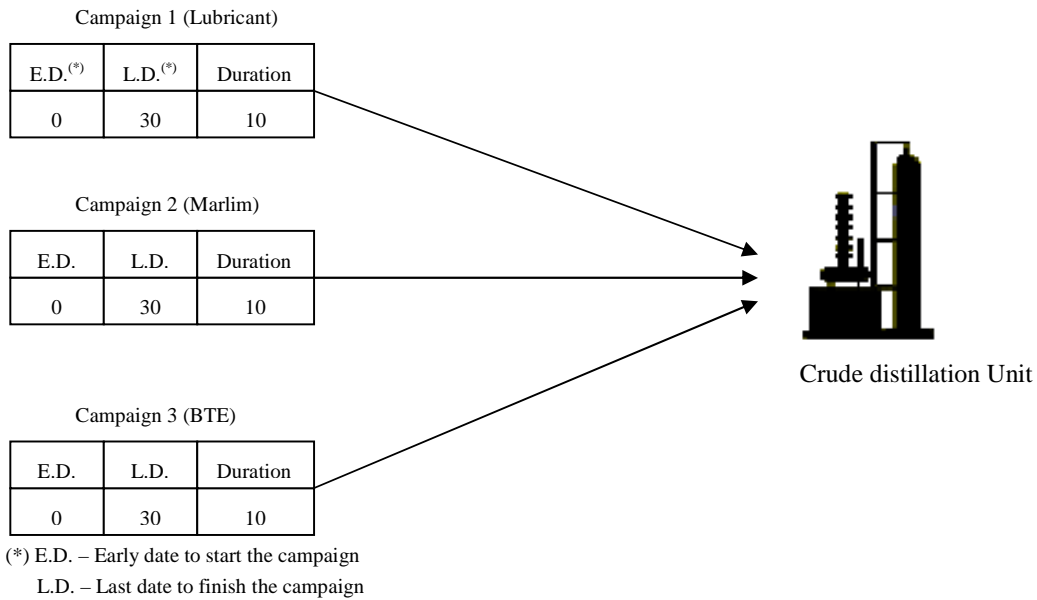 Campaign 1 (Lubricant)
E.D.(*) L.D.(*) Duration
0 30 10
Campaign 2 (Marlim)
E.D. L.D. Duration
0 30 10
Crude distillation Unit
Campaign 3 (BTE)
E.D. L.D. Duration
0 30 10
(*) E.D. – Early date to start the campaign
L.D. – Last date to finish the campaign